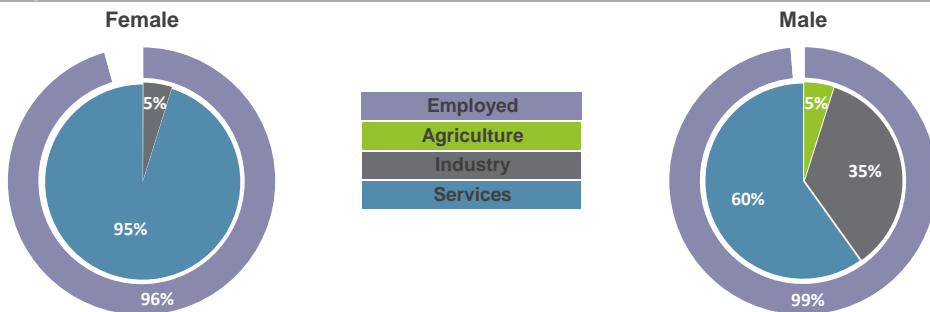 Female
5%
95%
96%
Employed
Agriculture
Industry
Services
Male
5%
35%
60%
99%